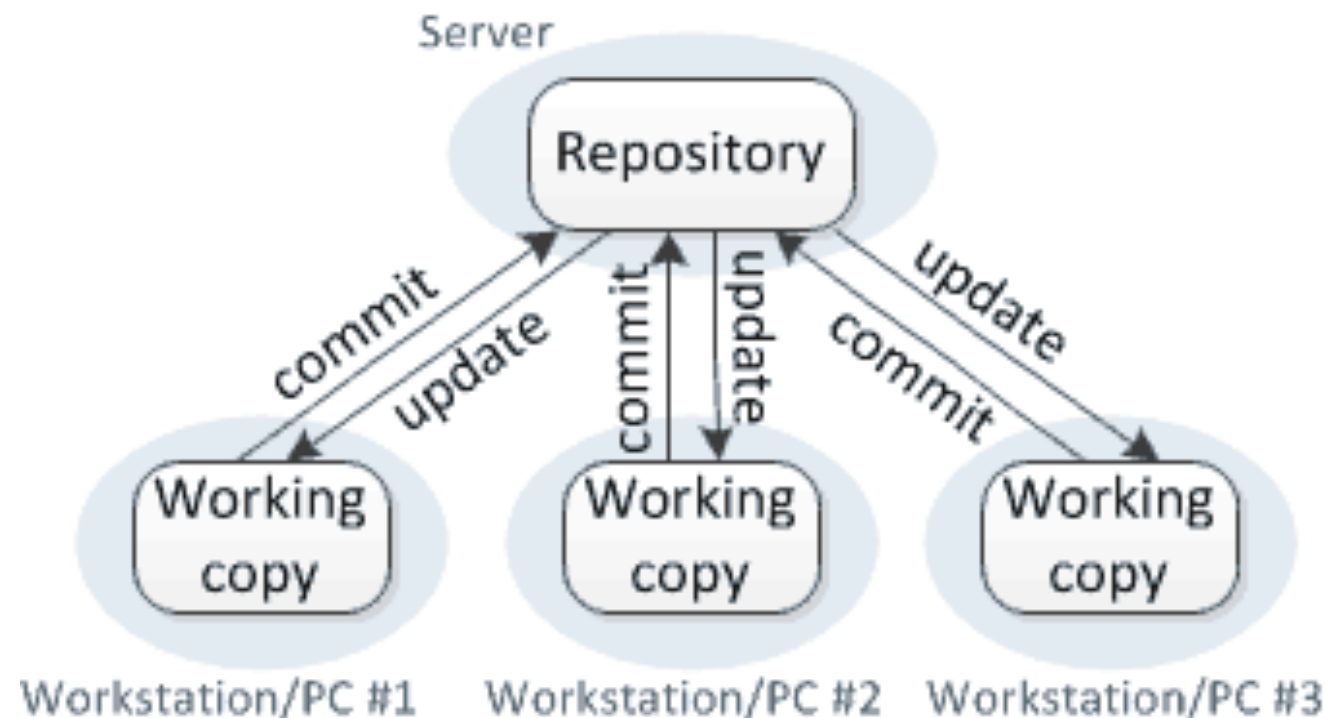 Server
Repository
commit
update
commit
update
commit
update
Working
copy
Working
copy
Working
copy
Workstation/PC #1
Workstation/PC #2
Workstation/PC #3